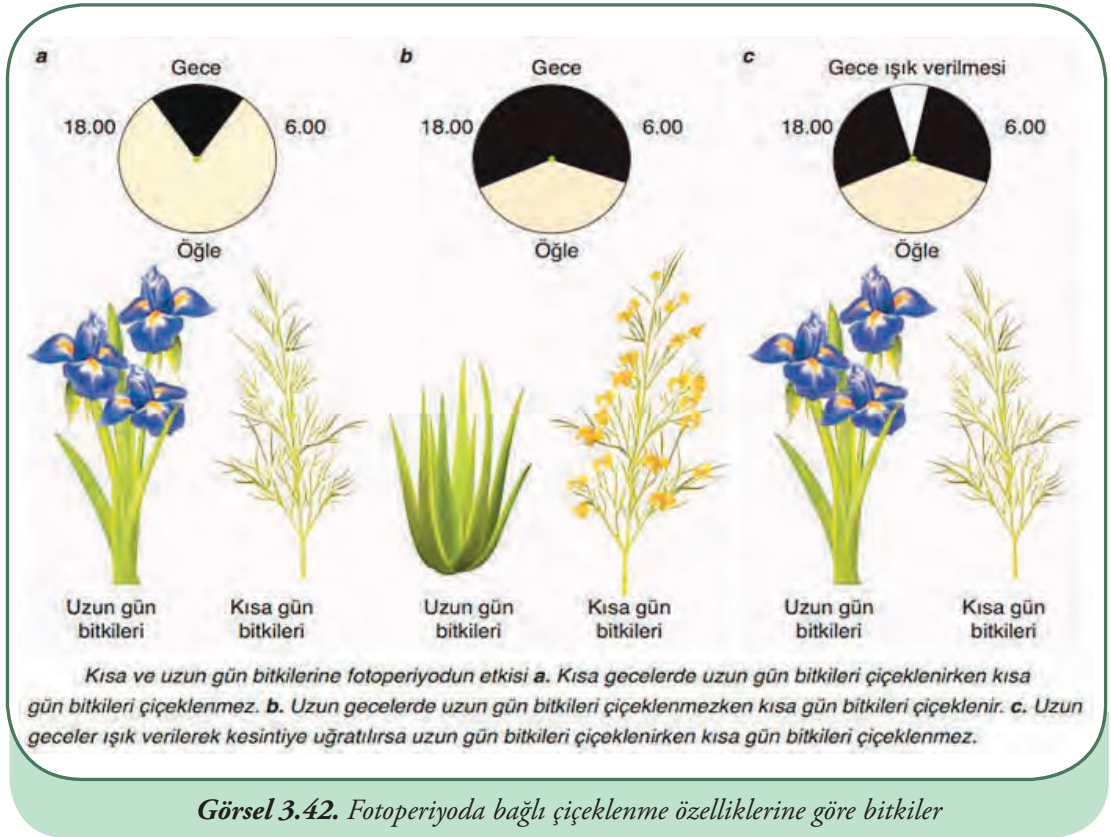 a
Gece
18.00
6.00
Öğle
Uzun gün
bitkileri
Kısa gün
bitkileri
b
Gece
18.00
6.00
Öğle
Uzun gün
bitkileri
Kısa gün
bitkileri
c
Gece ışık verilmesi
18.00
6.00
Öğle
Uzun gün
bitkileri
Kısa gün
bitkileri
Kısa ve uzun gün bitkilerine fotoperiyodun etkisi a. Kısa gecelerde uzun gün bitkileri çiçeklenirken kısa
gün bitkileri çiçeklenmez. b. Uzun gecelerde uzun gün bitkileri çiçeklenmezken kısa gün bitkileri çiçeklenir. c. Uzun
geceler ışık verilerek kesintiye uğratılırsa uzun gün bitkileri çiçeklenirken kısa gün bitkileri çiçeklenmez.
Görsel 3.42. Fotoperiyoda bağlı çiçeklenme özelliklerine göre bitkiler